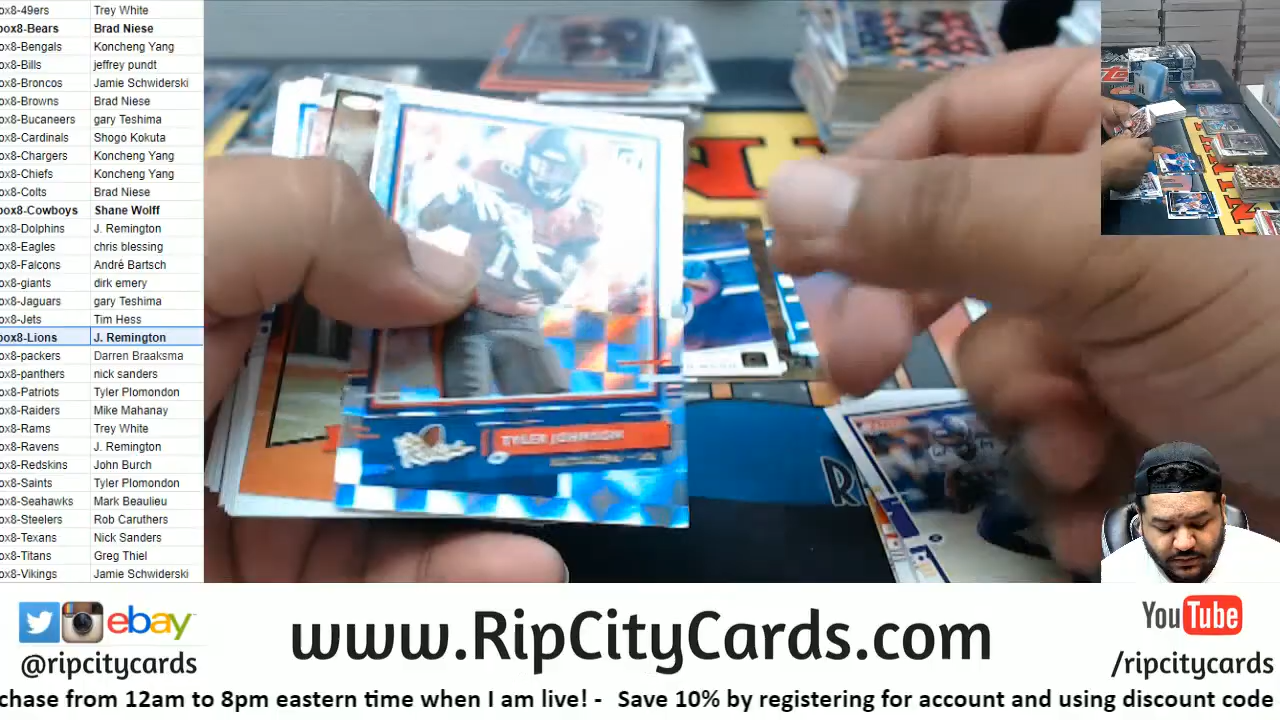 ox8-49ers Trey White
box8-Bears Brad Niese
ox8-Bengals Koncheng Yang
ox8-Bills jeffrey pundt
ox8-Broncos Jamie Schwiderski
ox8-Browns Brad Niese
ox8-Bucaneers gary Teshima
ox8-Cardinals Shogo Kokuta
ox8-Chargers Koncheng Yang
ox8-Chiefs Koncheng Yang
ox8-Colts Brad Niese
box8-Cowboys Shane Wolff
ox8-Dolphins J. Remington
ox8-Eagles chris blessing
ox8-Falcons André Bartsch
ox8-giants dirk emery
ox8-Jaguars gary Teshima
ox8-Jets Tim Hess
box8-Lions J. Remington
ox8-packers Darren Braaksma
ox8-panthers nick sanders
ox8-Patriots Tyler Plomondon
ox8-Raiders Mike Mahanay
ox8-Rams Trey White
ox8-Ravens J. Remington
ox8-Redskins John Burch
ox8-Saints Tyler Plomondon
ox8-Seahawks Mark Beaulieu
ox8-Steelers Rob Caruthers
ox8-Texans Nick Sanders
ox8-Titans Greg Thiel
ox8-Vikings Jamie Schwiderski
TYLER JOHNSON
ebay
@ripcitycards
www.RipCityCards.com
YouTube
/ripcitycards
chase from 12am to 8pm eastern time when I am live! - Save 10% by registering for account and using discount code